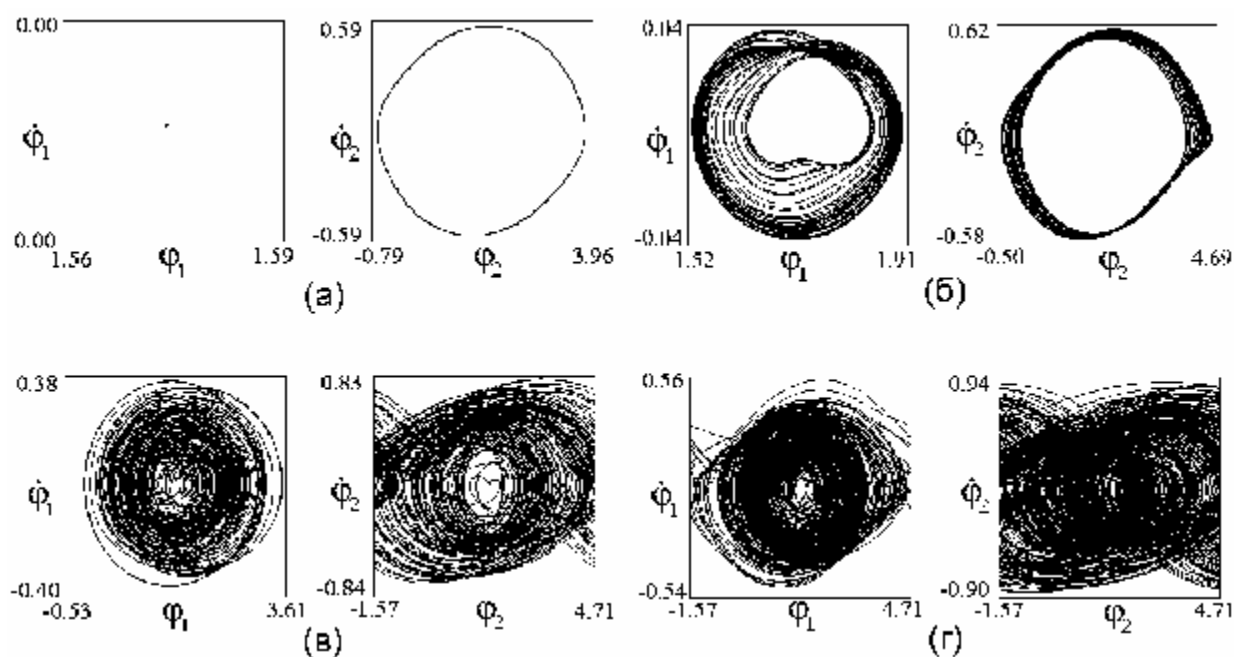 0.00
φ̇₁
0.00
1.56 φ₁ 1.59
0.59
φ̇₂
-0.59
-0.79 φ₂ 3.96
(а)
0.04
φ̇₁
-0.04
1.52 φ₁ 1.91
0.62
φ̇₂
-0.58
-0.50 φ₂ 4.69
(б)
0.38
φ̇₁
-0.40
-0.53 φ₁ 3.61
0.83
φ̇₂
-0.84
-1.57 φ₂ 4.71
(в)
0.56
φ̇₁
-0.54
-1.57 φ₁ 4.71
0.94
φ̇₂
-0.90
-1.57 φ₂ 4.71
(г)